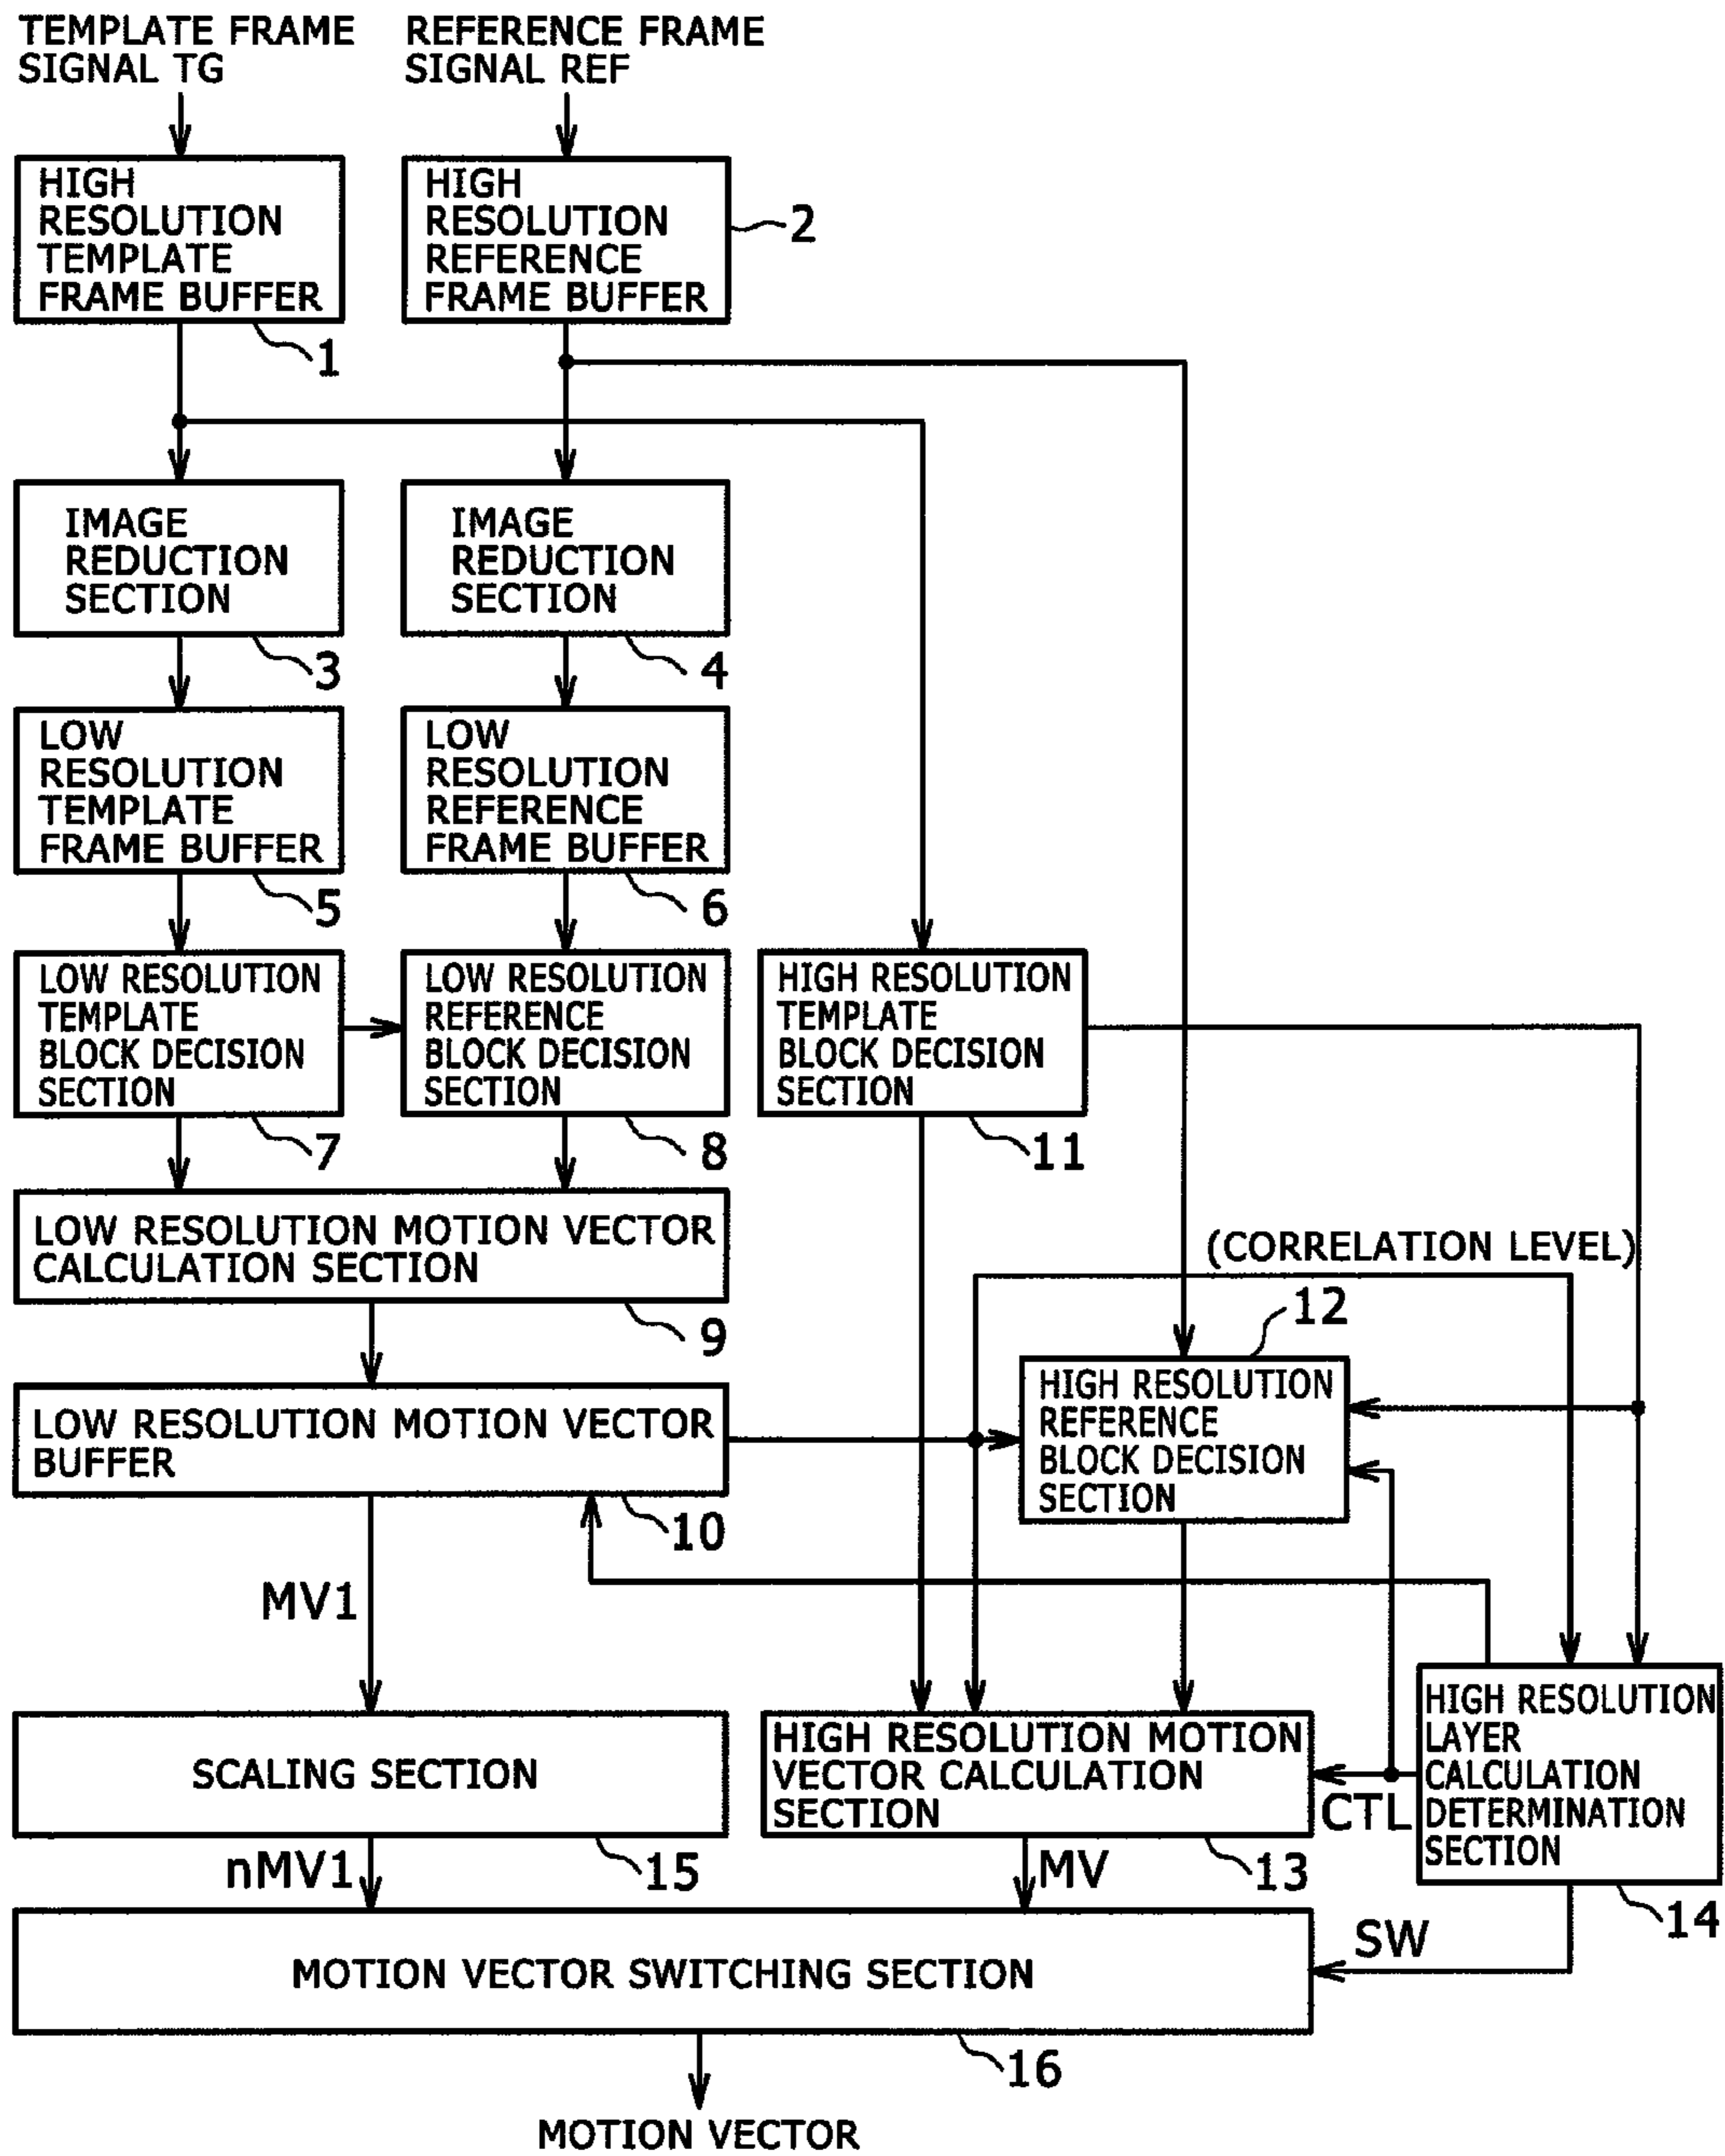 TEMPLATE FRAME
SIGNAL TG
REFERENCE FRAME
SIGNAL REF
HIGH
RESOLUTION
TEMPLATE
FRAME BUFFER
1
HIGH
RESOLUTION
REFERENCE
FRAME BUFFER
2
IMAGE
REDUCTION
SECTION
3
IMAGE
REDUCTION
SECTION
4
LOW
RESOLUTION
TEMPLATE
FRAME BUFFER
5
LOW
RESOLUTION
REFERENCE
FRAME BUFFER
6
LOW RESOLUTION
TEMPLATE
BLOCK DECISION
SECTION
7
LOW RESOLUTION
REFERENCE
BLOCK DECISION
SECTION
8
HIGH RESOLUTION
TEMPLATE
BLOCK DECISION
SECTION
11
LOW RESOLUTION MOTION VECTOR
CALCULATION SECTION
9
(CORRELATION LEVEL)
12
HIGH RESOLUTION
REFERENCE
BLOCK DECISION
SECTION
LOW RESOLUTION MOTION VECTOR
BUFFER
10
MV1
SCALING SECTION
15
HIGH RESOLUTION MOTION
VECTOR CALCULATION
SECTION
13
CTL
HIGH RESOLUTION
LAYER
CALCULATION
DETERMINATION
SECTION
14
nMV1
MV
SW
MOTION VECTOR SWITCHING SECTION
16
MOTION VECTOR